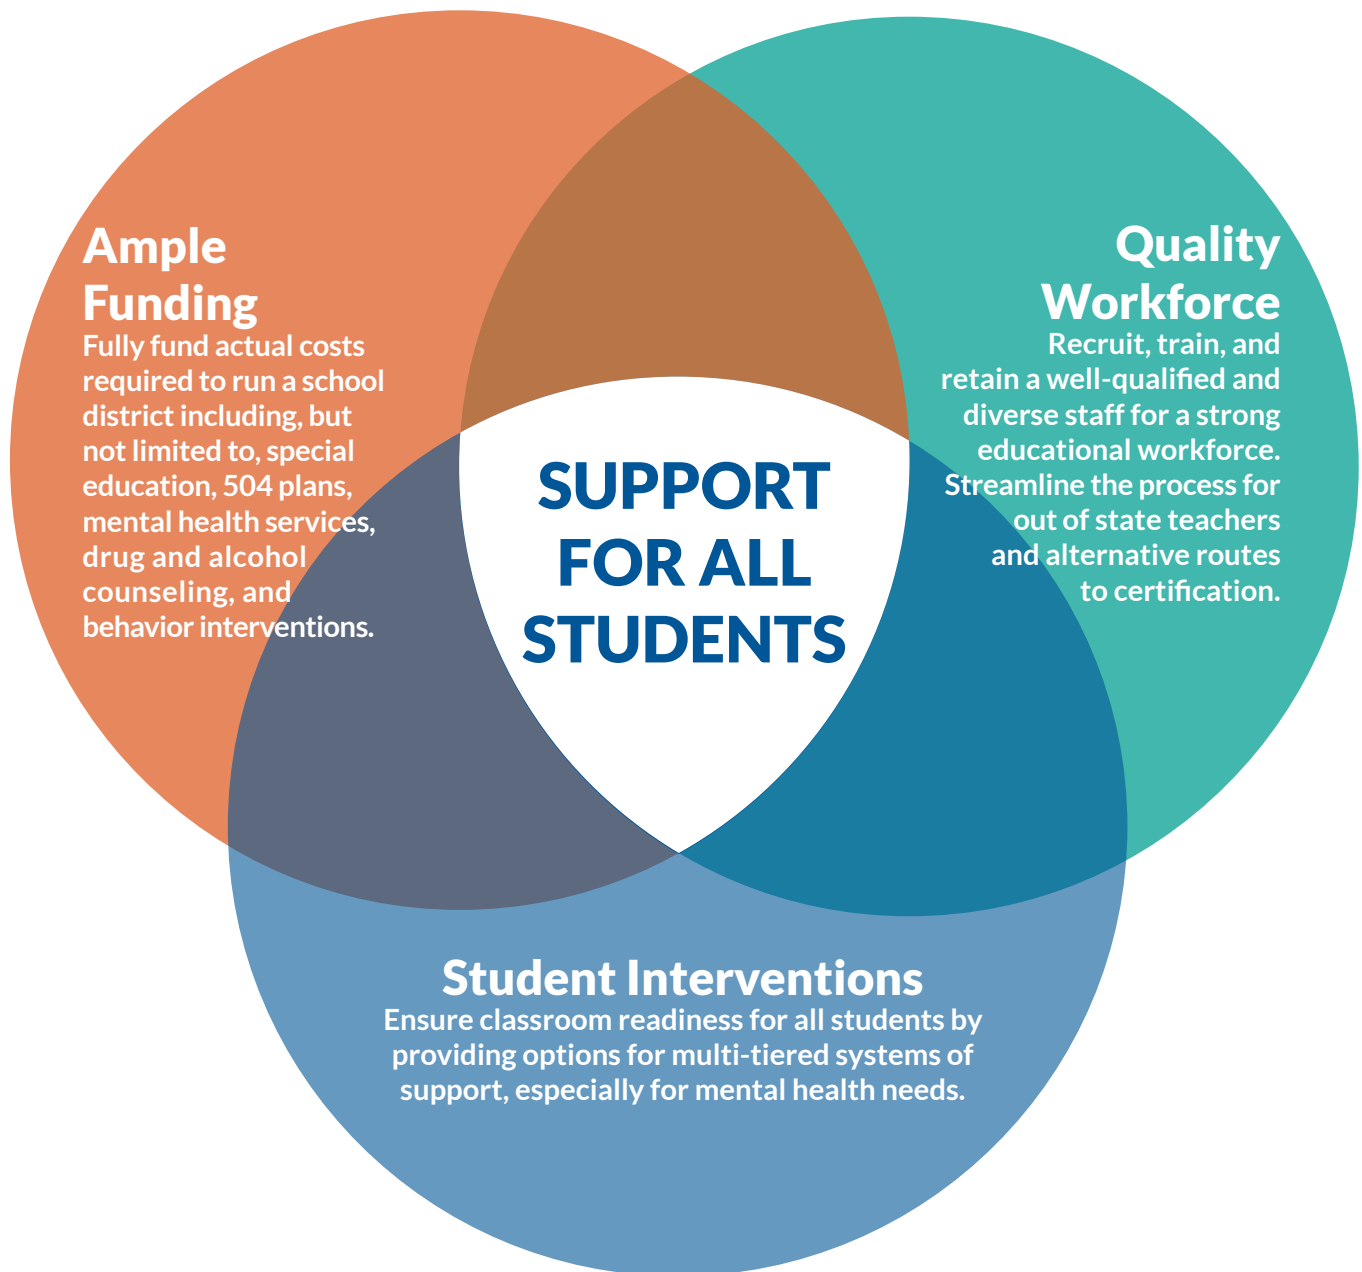 Ample
Funding
Fully fund actual costs
required to run a school
district including, but
not limited to, special
education, 504 plans,
mental health services,
drug and alcohol
counseling, and
behavior interventions.
Quality
Workforce
Recruit, train, and
retain a well-qualified and
diverse staff for a strong
educational workforce.
Streamline the process for
out of state teachers
and alternative routes
to certification.
SUPPORT
FOR ALL
STUDENTS
Student Interventions
Ensure classroom readiness for all students by
providing options for multi-tiered systems of
support, especially for mental health needs.